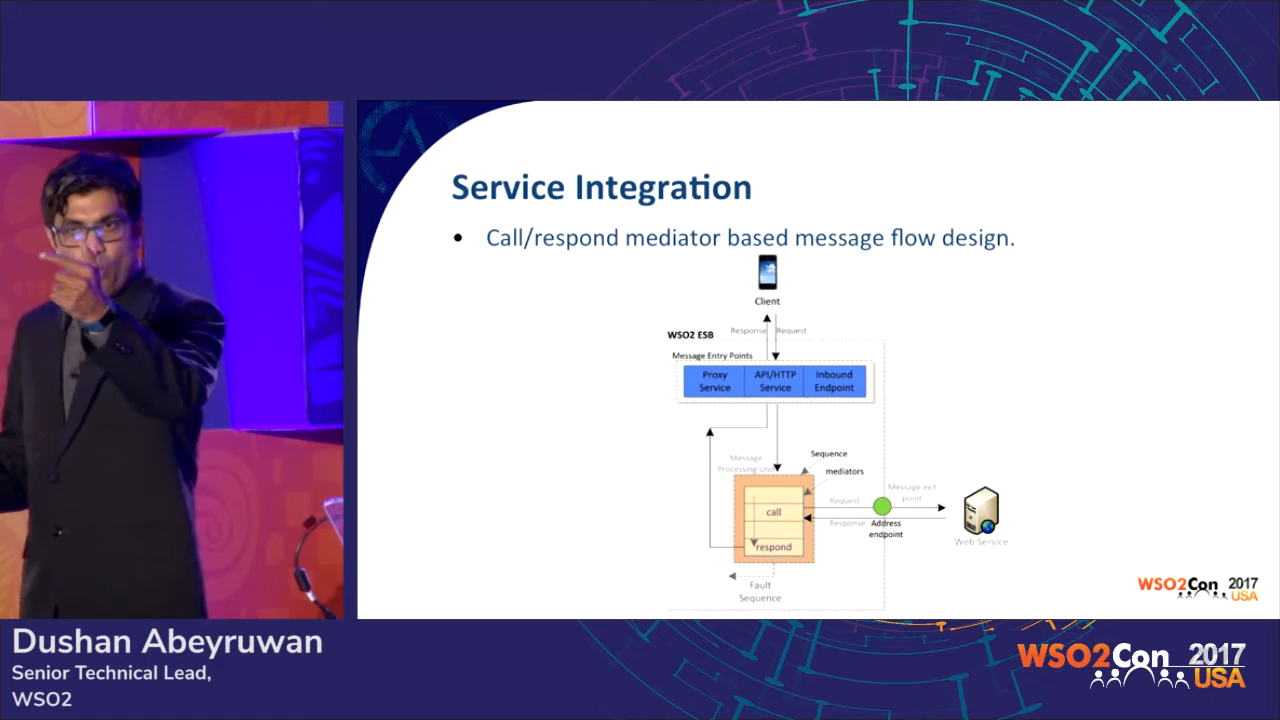 Service Integration
• Call/respond mediator based message flow design.
Client
Response
Request
WSO2 ESB
Message Entry Points
Proxy
Service
API/HTTP
Service
Inbound
Endpoint
Message
Processing Unit
Sequence
mediators
call
respond
Request
Response
Message exit
point
Address
endpoint
Web Service
Fault
Sequence
WSO2Con 2017
USA
Dushan Abeyruwan
Senior Technical Lead,
WSO2
WSO2Con 2017
USA